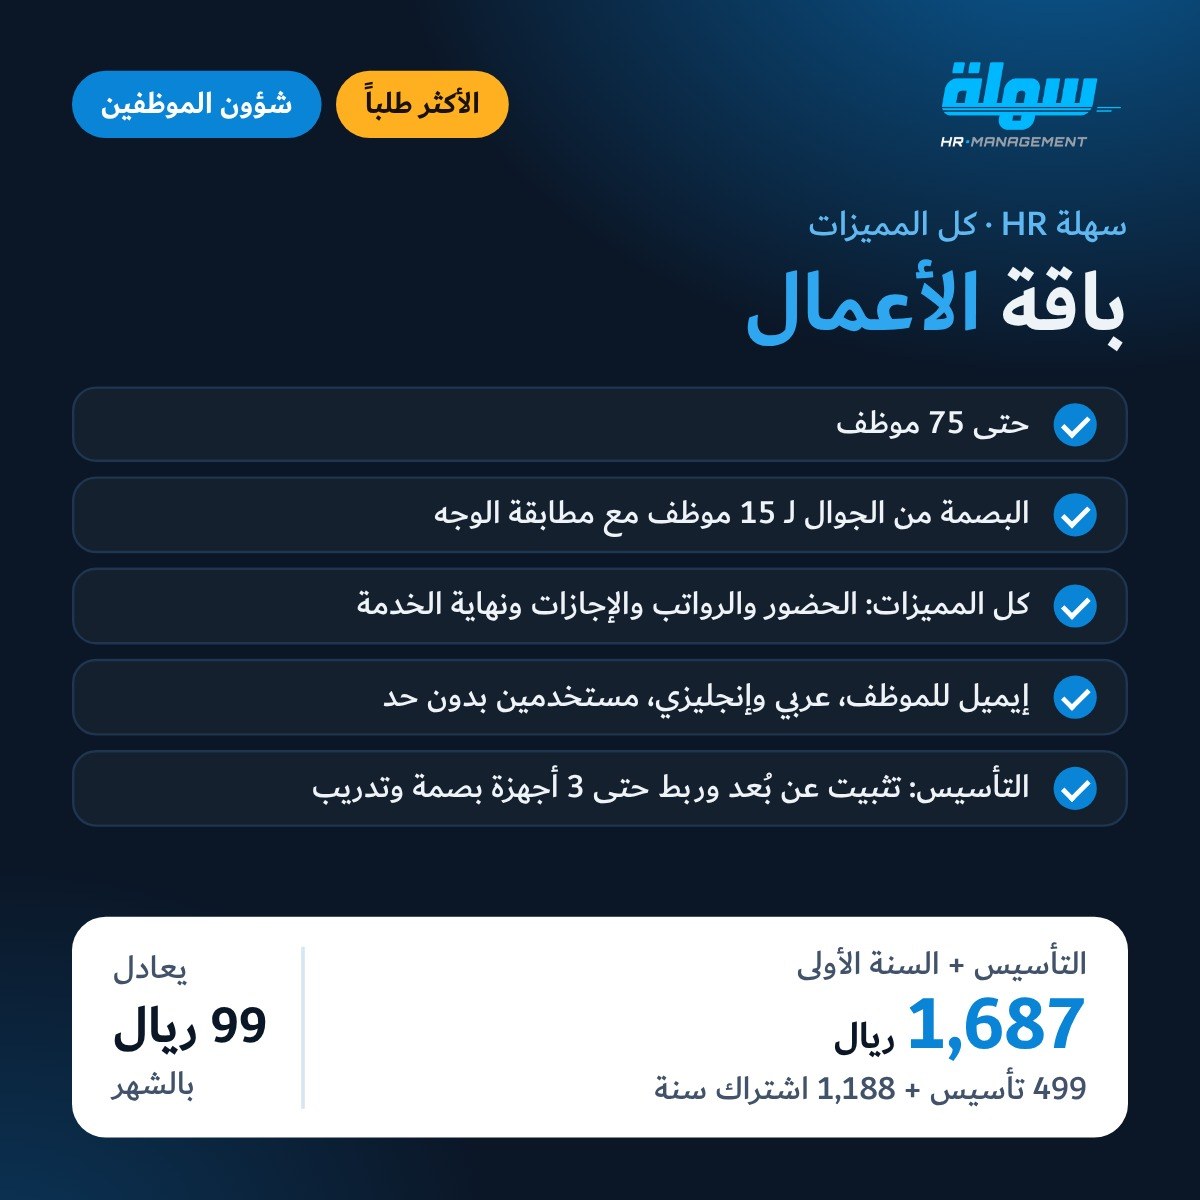 سهلة
HR·MANAGEMENT
الأكثر طلباً
شؤون الموظفين
سهلة HR · كل المميزات
باقة الأعمال
حتى 75 موظف
البصمة من الجوال لـ 15 موظف مع مطابقة الوجه
كل المميزات: الحضور والرواتب والإجازات ونهاية الخدمة
إيميل للموظف، عربي وإنجليزي، مستخدمين بدون حد
التأسيس: تثبيت عن بُعد وربط حتى 3 أجهزة بصمة وتدريب
التأسيس + السنة الأولى
1,687 ريال
499 تأسيس + 1,188 اشتراك سنة
يعادل
99 ريال
بالشهر